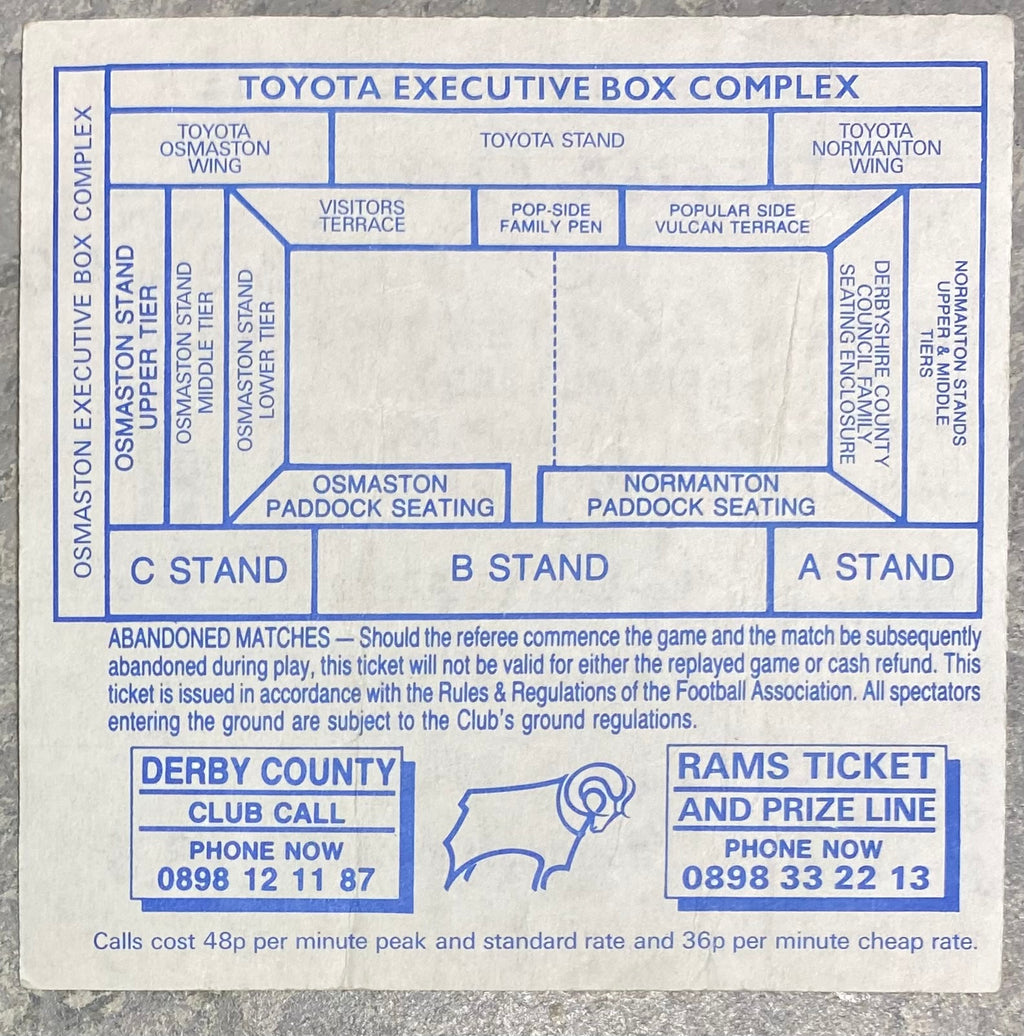 TOYOTA EXECUTIVE BOX COMPLEX
OSMASTON EXECUTIVE BOX COMPLEX
TOYOTA
OSMASTON
WING
TOYOTA STAND
TOYOTA
NORMANTON
WING
VISITORS
TERRACE
POP-SIDE
FAMILY PEN
POPULAR SIDE
VULCAN TERRACE
OSMASTON STAND
UPPER TIER
OSMASTON STAND
MIDDLE TIER
OSMASTON STAND
LOWER TIER
DERBYSHIRE COUNTY
COUNCIL FAMILY
SEATING ENCLOSURE
NORMANTON STANDS
UPPER & MIDDLE
TIERS
OSMASTON
PADDOCK SEATING
NORMANTON
PADDOCK SEATING
C STAND
B STAND
A STAND
ABANDONED MATCHES — Should the referee commence the game and the match be subsequently
abandoned during play, this ticket will not be valid for either the replayed game or cash refund. This
ticket is issued in accordance with the Rules & Regulations of the Football Association. All spectators
entering the ground are subject to the Club's ground regulations.
DERBY COUNTY
CLUB CALL
PHONE NOW
0898 12 11 87
RAMS TICKET
AND PRIZE LINE
PHONE NOW
0898 33 22 13
Calls cost 48p per minute peak and standard rate and 36p per minute cheap rate.